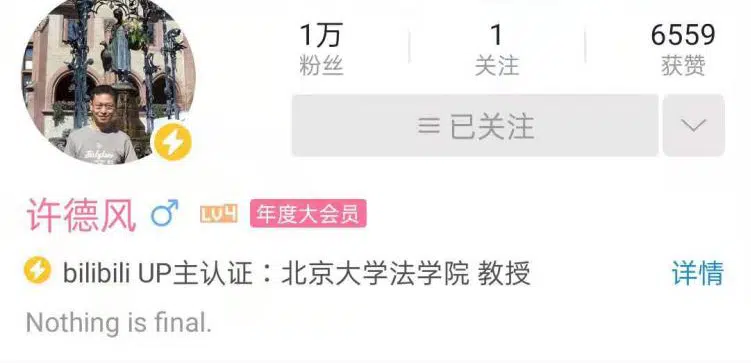 1万 1 6559
粉丝 关注 获赞
已关注
许德风 LV4 年度大会员
bilibili UP主认证：北京大学法学院 教授 详情
Nothing is final.